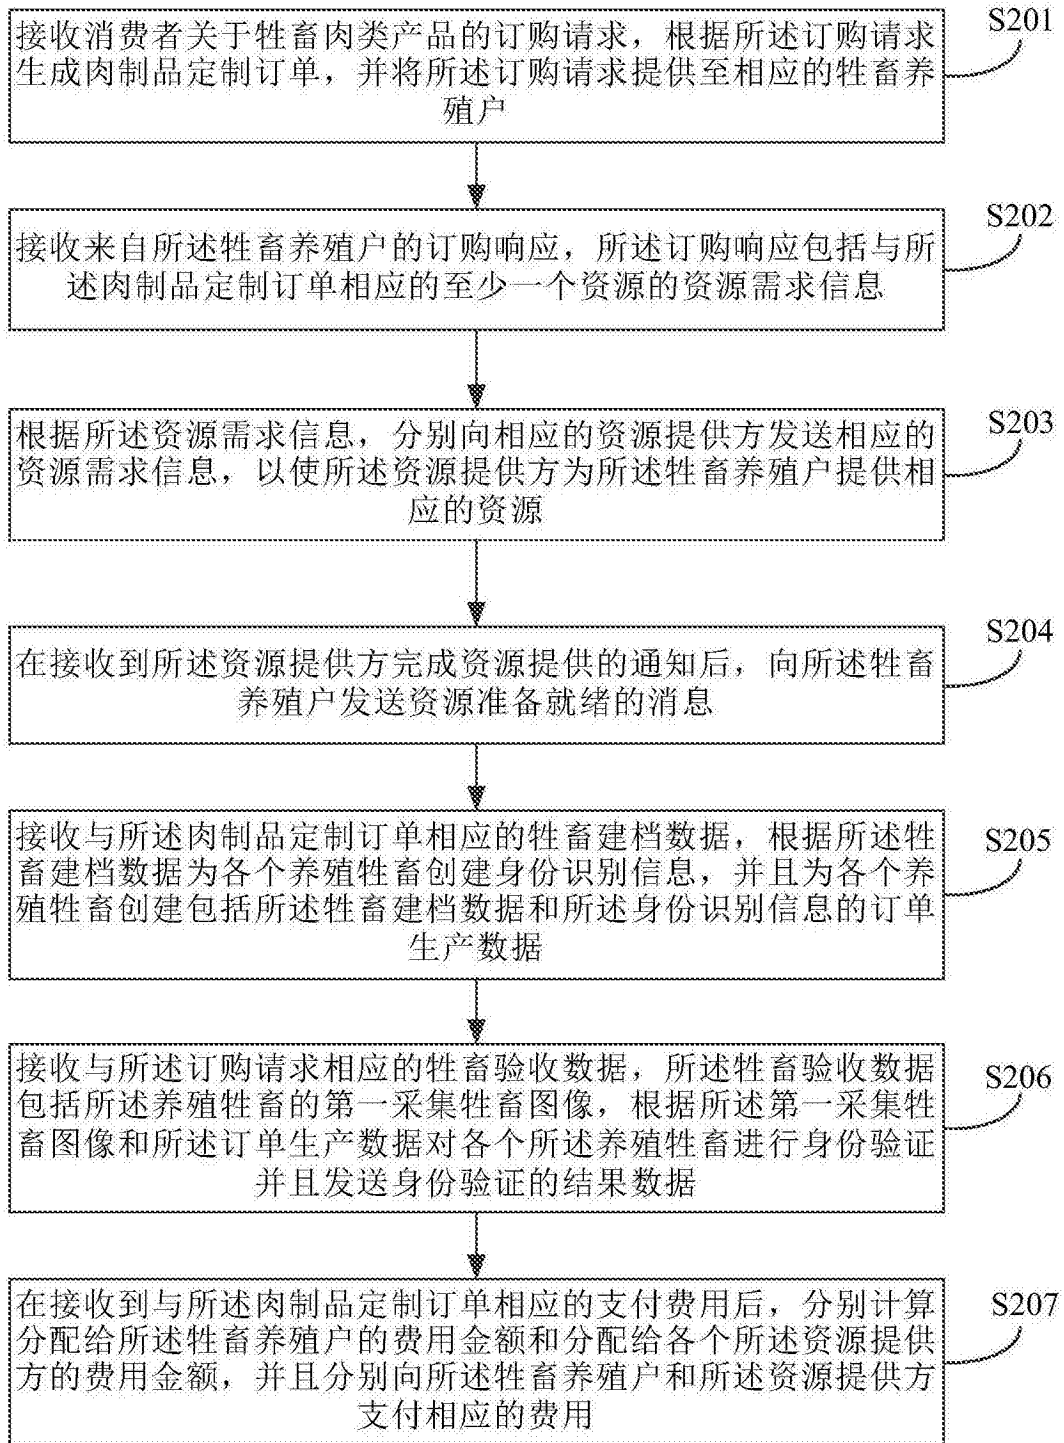 接收消费者关于牲畜肉类产品的订购请求，根据所述订购请求
生成肉制品定制订单，并将所述订购请求提供至相应的牲畜养
殖户
S201
接收来自所述牲畜养殖户的订购响应，所述订购响应包括与所
述肉制品定制订单相应的至少一个资源的资源需求信息
S202
根据所述资源需求信息，分别向相应的资源提供方发送相应的
资源需求信息，以使所述资源提供方为所述牲畜养殖户提供相
应的资源
S203
在接收到所述资源提供方完成资源提供的通知后，向所述牲畜
养殖户发送资源准备就绪的消息
S204
接收与所述肉制品定制订单相应的牲畜建档数据，根据所述牲
畜建档数据为各个养殖牲畜创建身份识别信息，并且为各个养
殖牲畜创建包括所述牲畜建档数据和所述身份识别信息的订单
生产数据
S205
接收与所述订购请求相应的牲畜验收数据，所述牲畜验收数据
包括所述养殖牲畜的第一采集牲畜图像，根据所述第一采集牲
畜图像和所述订单生产数据对各个所述养殖牲畜进行身份验证
并且发送身份验证的结果数据
S206
在接收到与所述肉制品定制订单相应的支付费用后，分别计算
分配给所述牲畜养殖户的费用金额和分配给各个所述资源提供
方的费用金额，并且分别向所述牲畜养殖户和所述资源提供方
支付相应的费用
S207